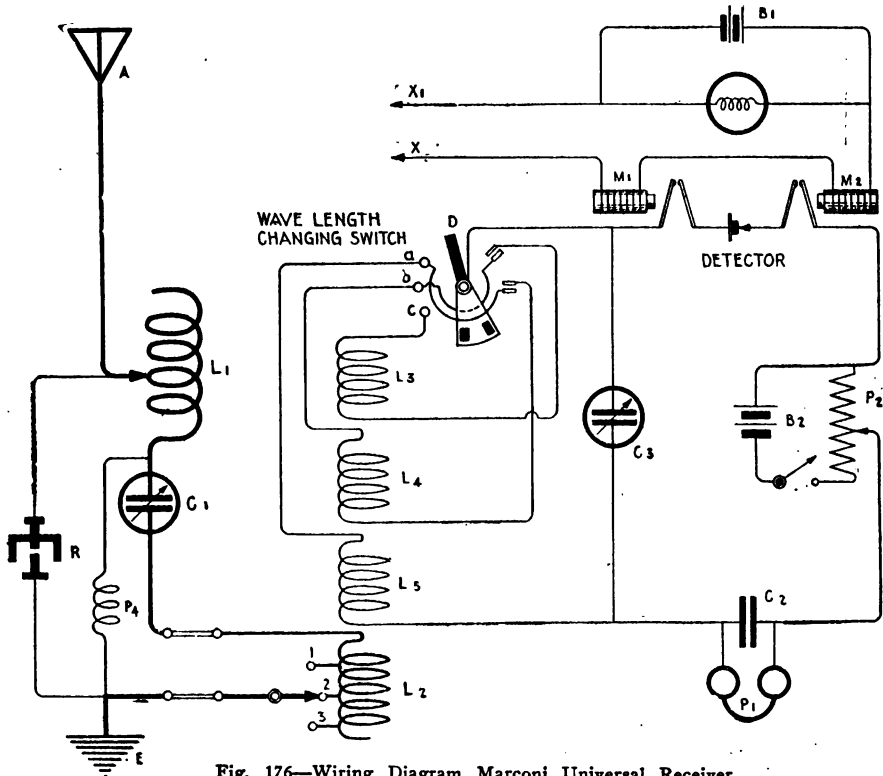 B1
A
X1
X
M1
M2
WAVE LENGTH
CHANGING SWITCH
D
a
b
c
DETECTOR
L1
L3
P2
B2
C3
L4
C1
R
L5
P4
C2
1
L2
2
3
P1
E
Fig. 176—Wiring Diagram, Marconi Universal Receiver.